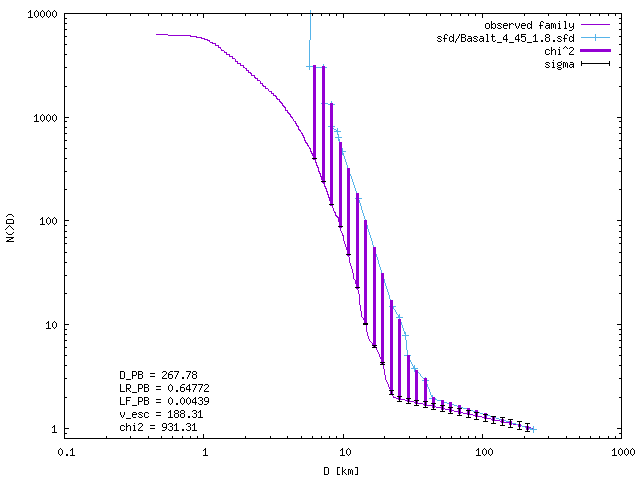 10000
1000
100
10
1
N(>D)
observed family
sfd/Basalt_4_45_1.8.sfd
chi^2
sigma
D_PB = 267.78
LR_PB = 0.64772
LF_PB = 0.00439
v_esc = 188.31
chi2 = 931.31
0.1 1 10 100 1000
D [km]